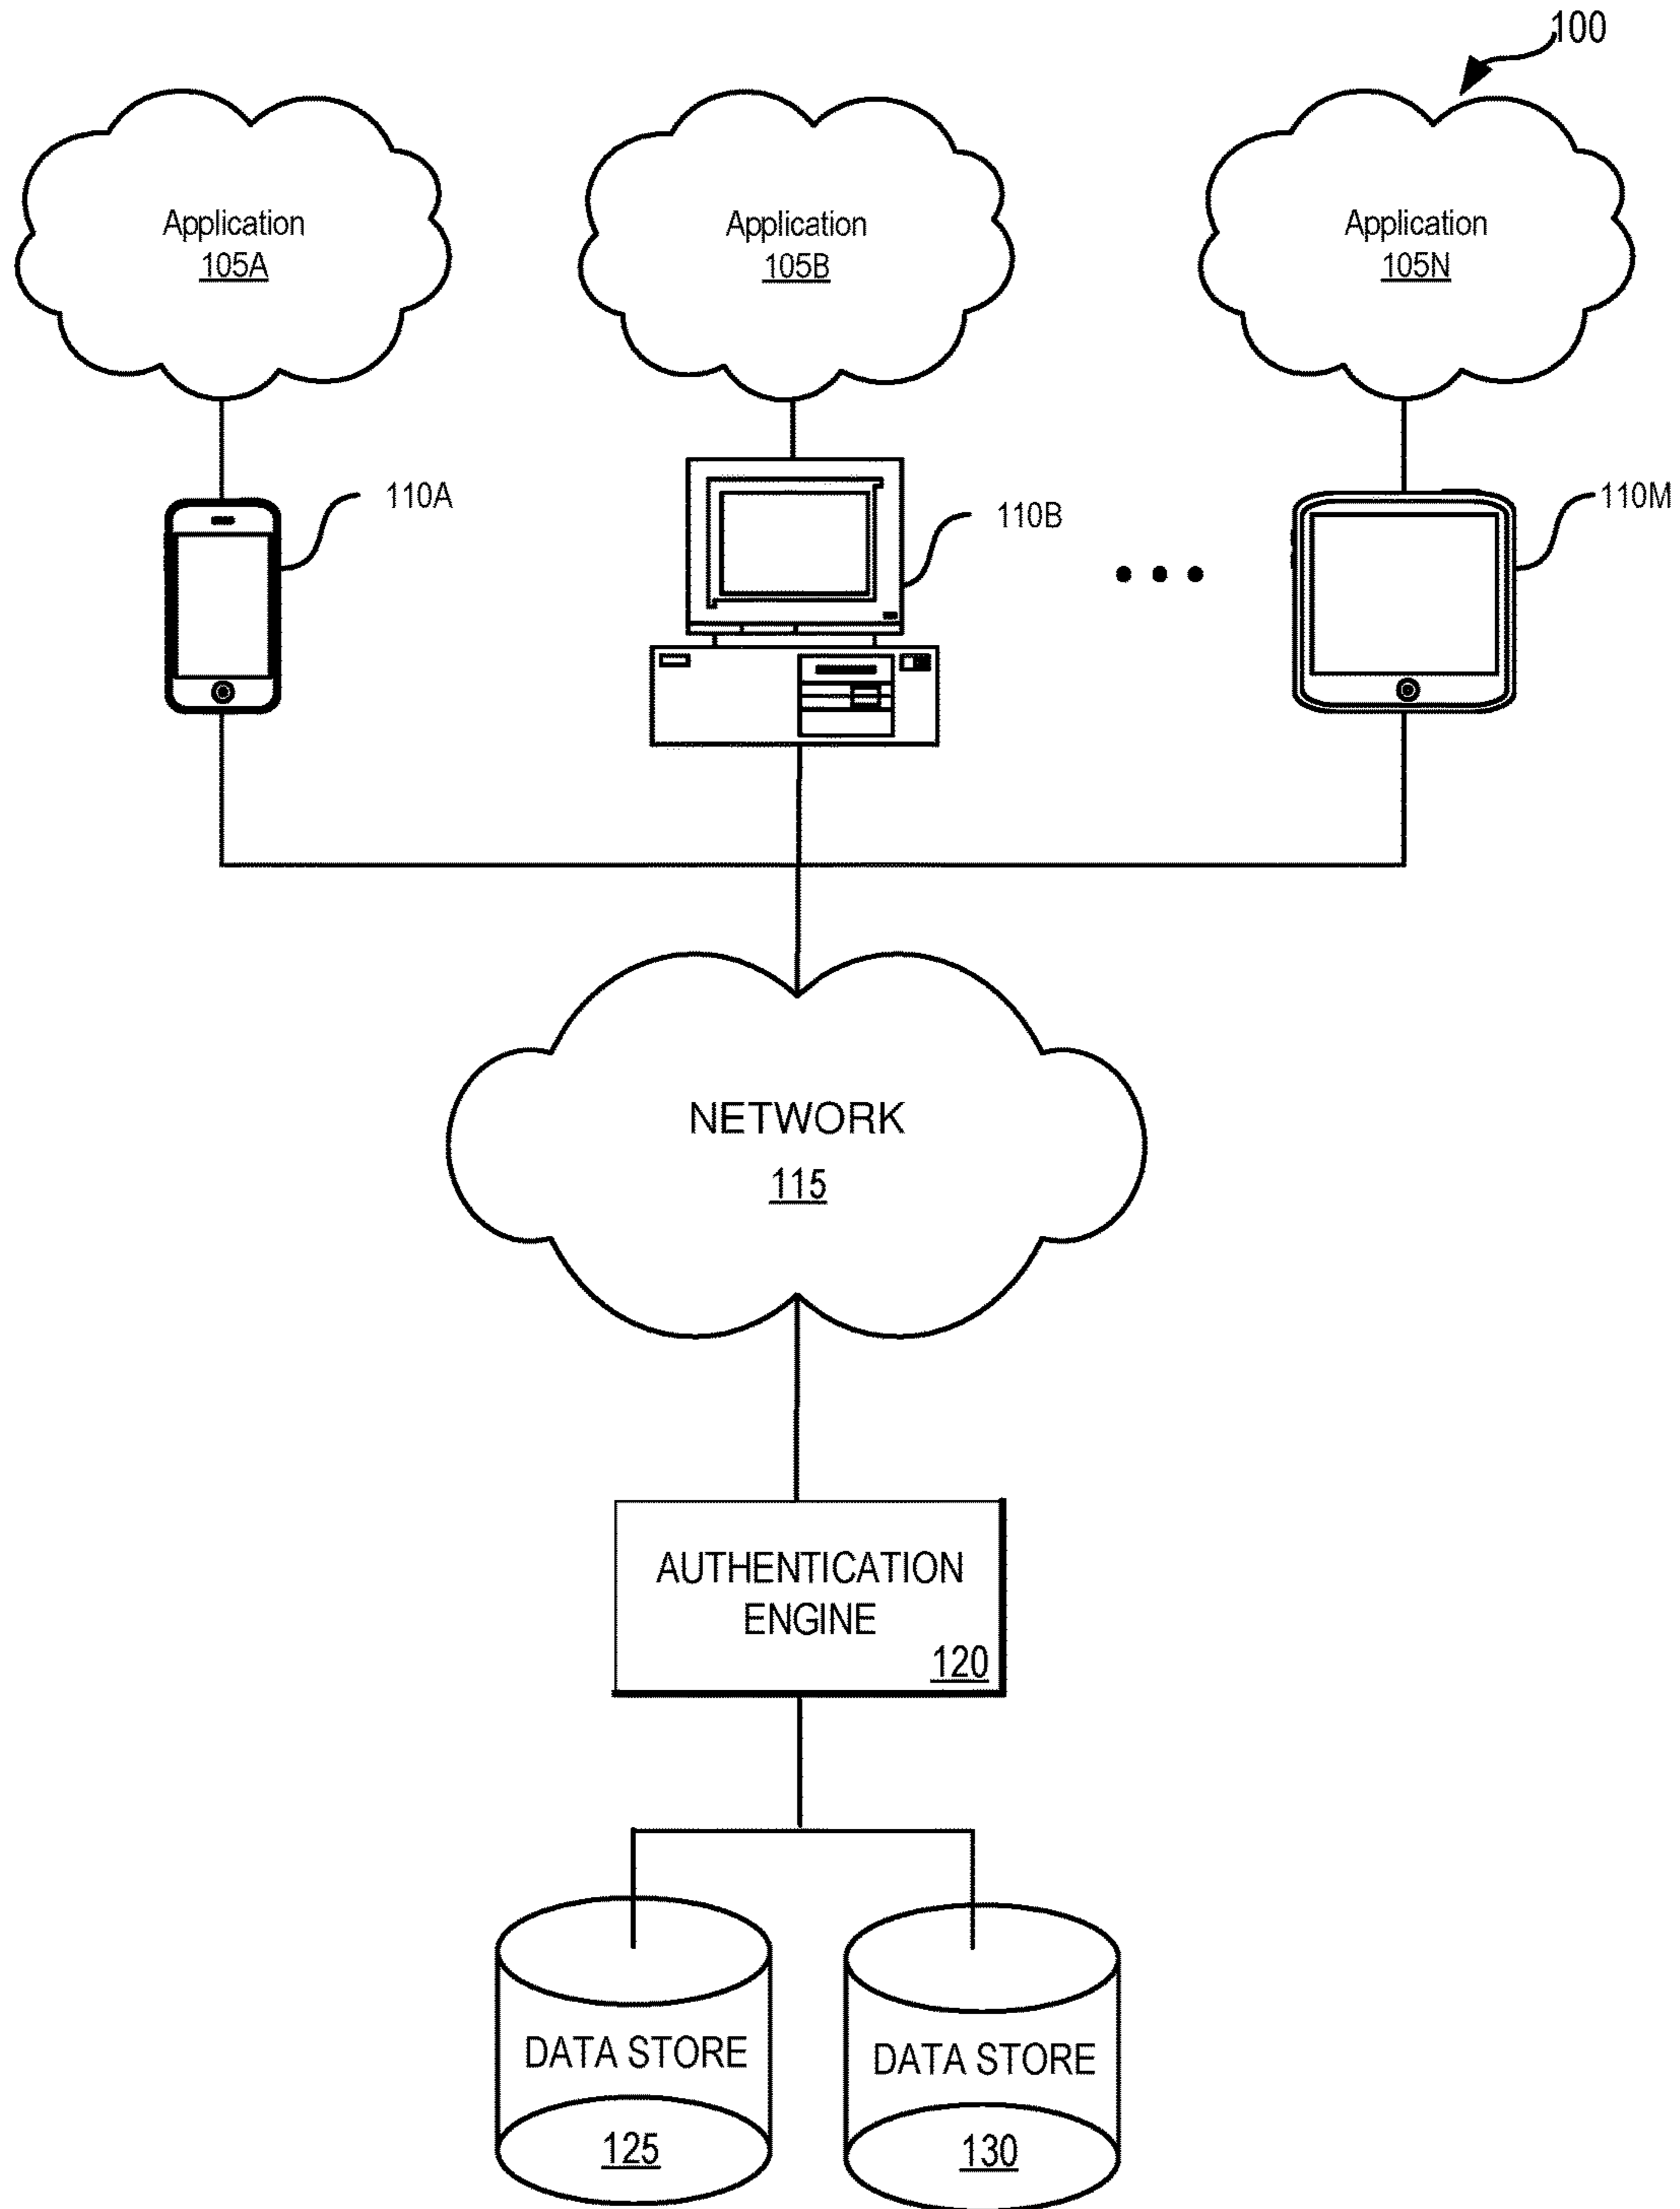 100
Application
105A
Application
105B
Application
105N
110A
110B
110M
NETWORK
115
AUTHENTICATION
ENGINE
120
DATA STORE
125
DATA STORE
130